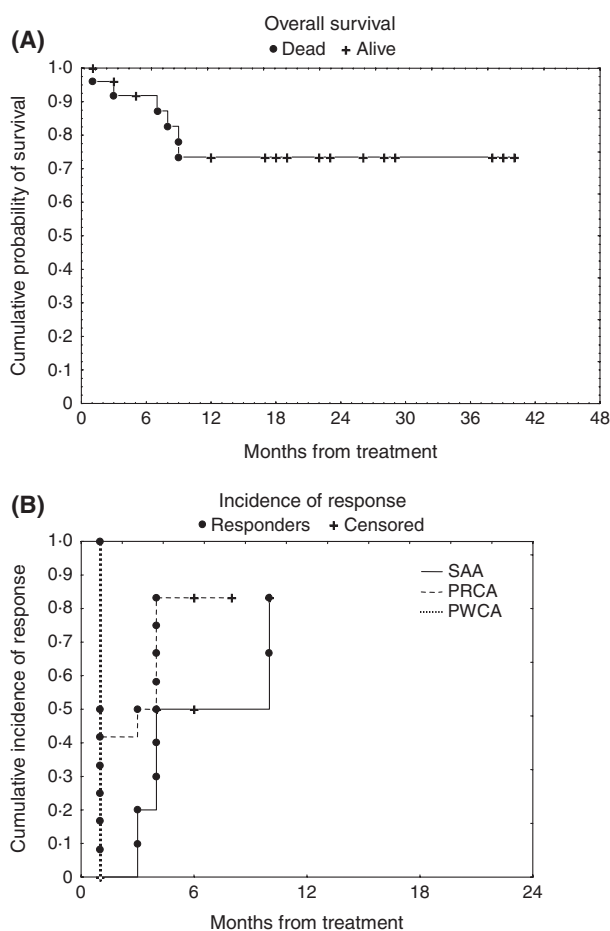 (A)
Overall survival
Dead Alive
Cumulative probability of survival
1·0
0·9
0·8
0·7
0·6
0·5
0·4
0·3
0·2
0·1
0
0 6 12 18 24 30 36 42 48
Months from treatment
(B)
Incidence of response
Responders Censored
Cumulative incidence of response
1·0
0·9
0·8
0·7
0·6
0·5
0·4
0·3
0·2
0·1
0
SAA
PRCA
PWCA
0 6 12 18 24
Months from treatment